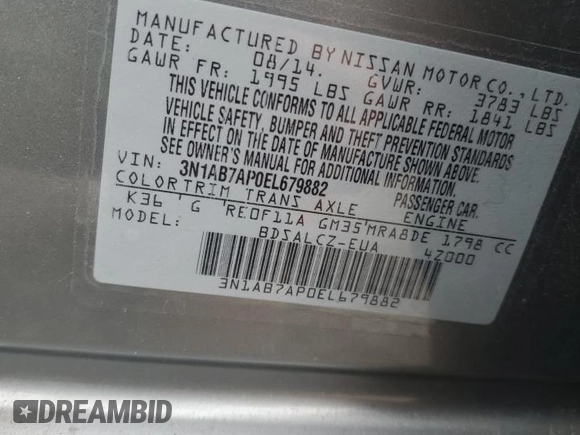 MANUFACTURED BY NISSAN MOTOR CO., LTD.
DATE: 08/14. GVWR: 3783 LBS
GAWR FR: 1995 LBS GAWR RR: 1841 LBS
THIS VEHICLE CONFORMS TO ALL APPLICABLE FEDERAL MOTOR
VEHICLE SAFETY, BUMPER AND THEFT PREVENTION STANDARDS
IN EFFECT ON THE DATE OF MANUFACTURE SHOWN ABOVE.
SEE OWNER'S MANUAL FOR ADDITIONAL INFORMATION
VIN: 3N1AB7AP0EL679882 PASSENGER CAR.
COLOR TRIM TRANS AXLE ENGINE
K36 ' G 'RE0F11A GM35'MRA8DE 1798 CC
MODEL: BDSALCZ-EUA 4Z000
3N1AB7AP0EL679882
DREAMBID